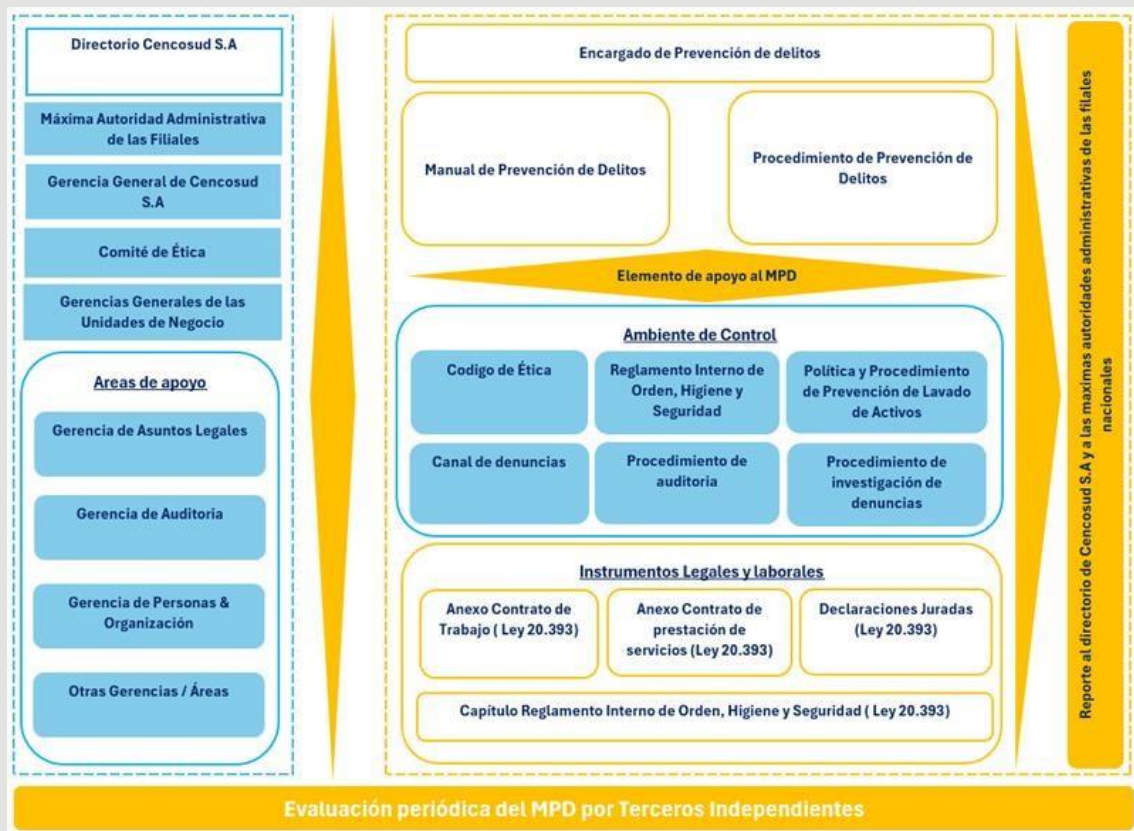 Directorio Cencosud S.A
Máxima Autoridad Administrativa
de las Filiales
Gerencia General de Cencosud
S.A
Comité de Ética
Gerencias Generales de las
Unidades de Negocio
Areas de apoyo
Gerencia de Asuntos Legales
Gerencia de Auditoria
Gerencia de Personas &
Organización
Otras Gerencias / Áreas
Encargado de Prevención de delitos
Manual de Prevención de Delitos
Procedimiento de Prevención de
Delitos
Elemento de apoyo al MPD
Ambiente de Control
Codigo de Ética
Reglamento Interno de
Orden, Higiene y
Seguridad
Política y Procedimiento
de Prevención de Lavado
de Activos
Canal de denuncias
Procedimiento de
auditoria
Procedimiento de
investigación de
denuncias
Instrumentos Legales y laborales
Anexo Contrato de
Trabajo ( Ley 20.393)
Anexo Contrato de
prestación de
servicios (Ley 20.393)
Declaraciones Juradas
(Ley 20.393)
Capítulo Reglamento Interno de Orden, Higiene y Seguridad ( Ley 20.393)
Reporte al directorio de Cencosud S.A y a las maximas autoridades administrativas de las filales
nacionales
Evaluación periódica del MPD por Terceros Independientes